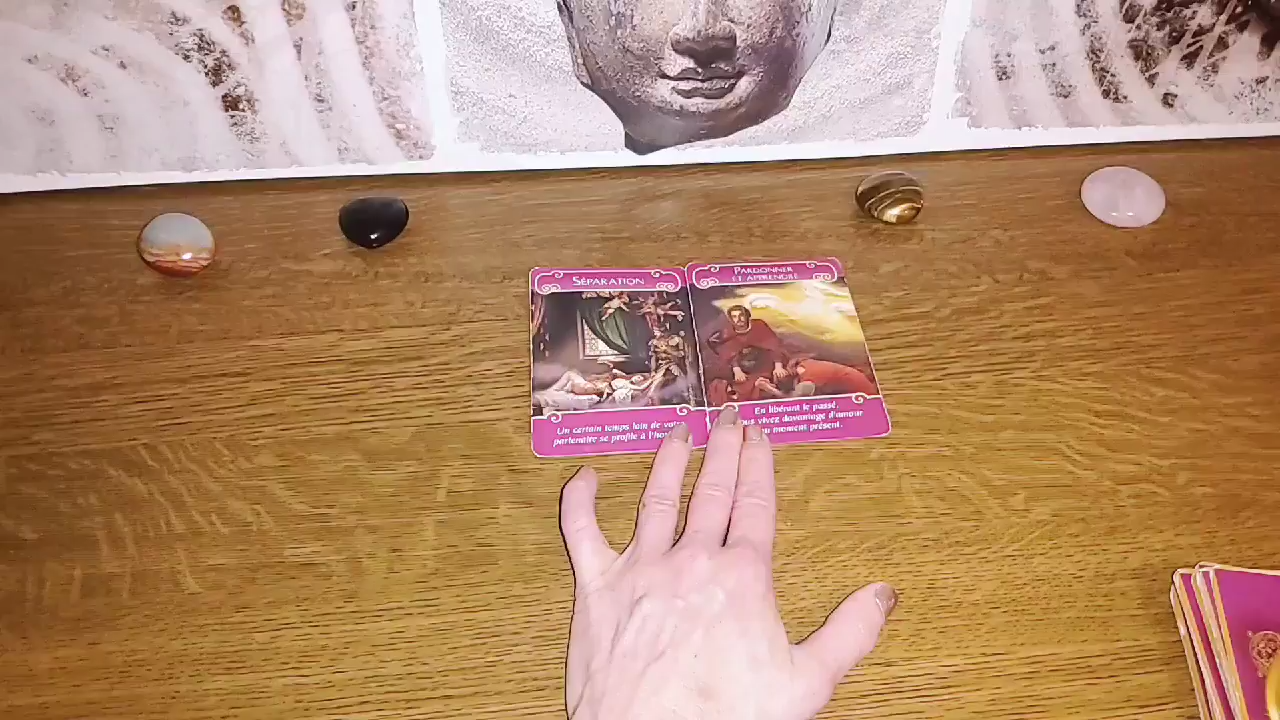 SÉPARATION
Un certain temps loin de votre
partenaire se profile à
PARDONNER
ET APPRENDRE
En libérant le passé,
vous vivez davantage d'amour
au moment présent.